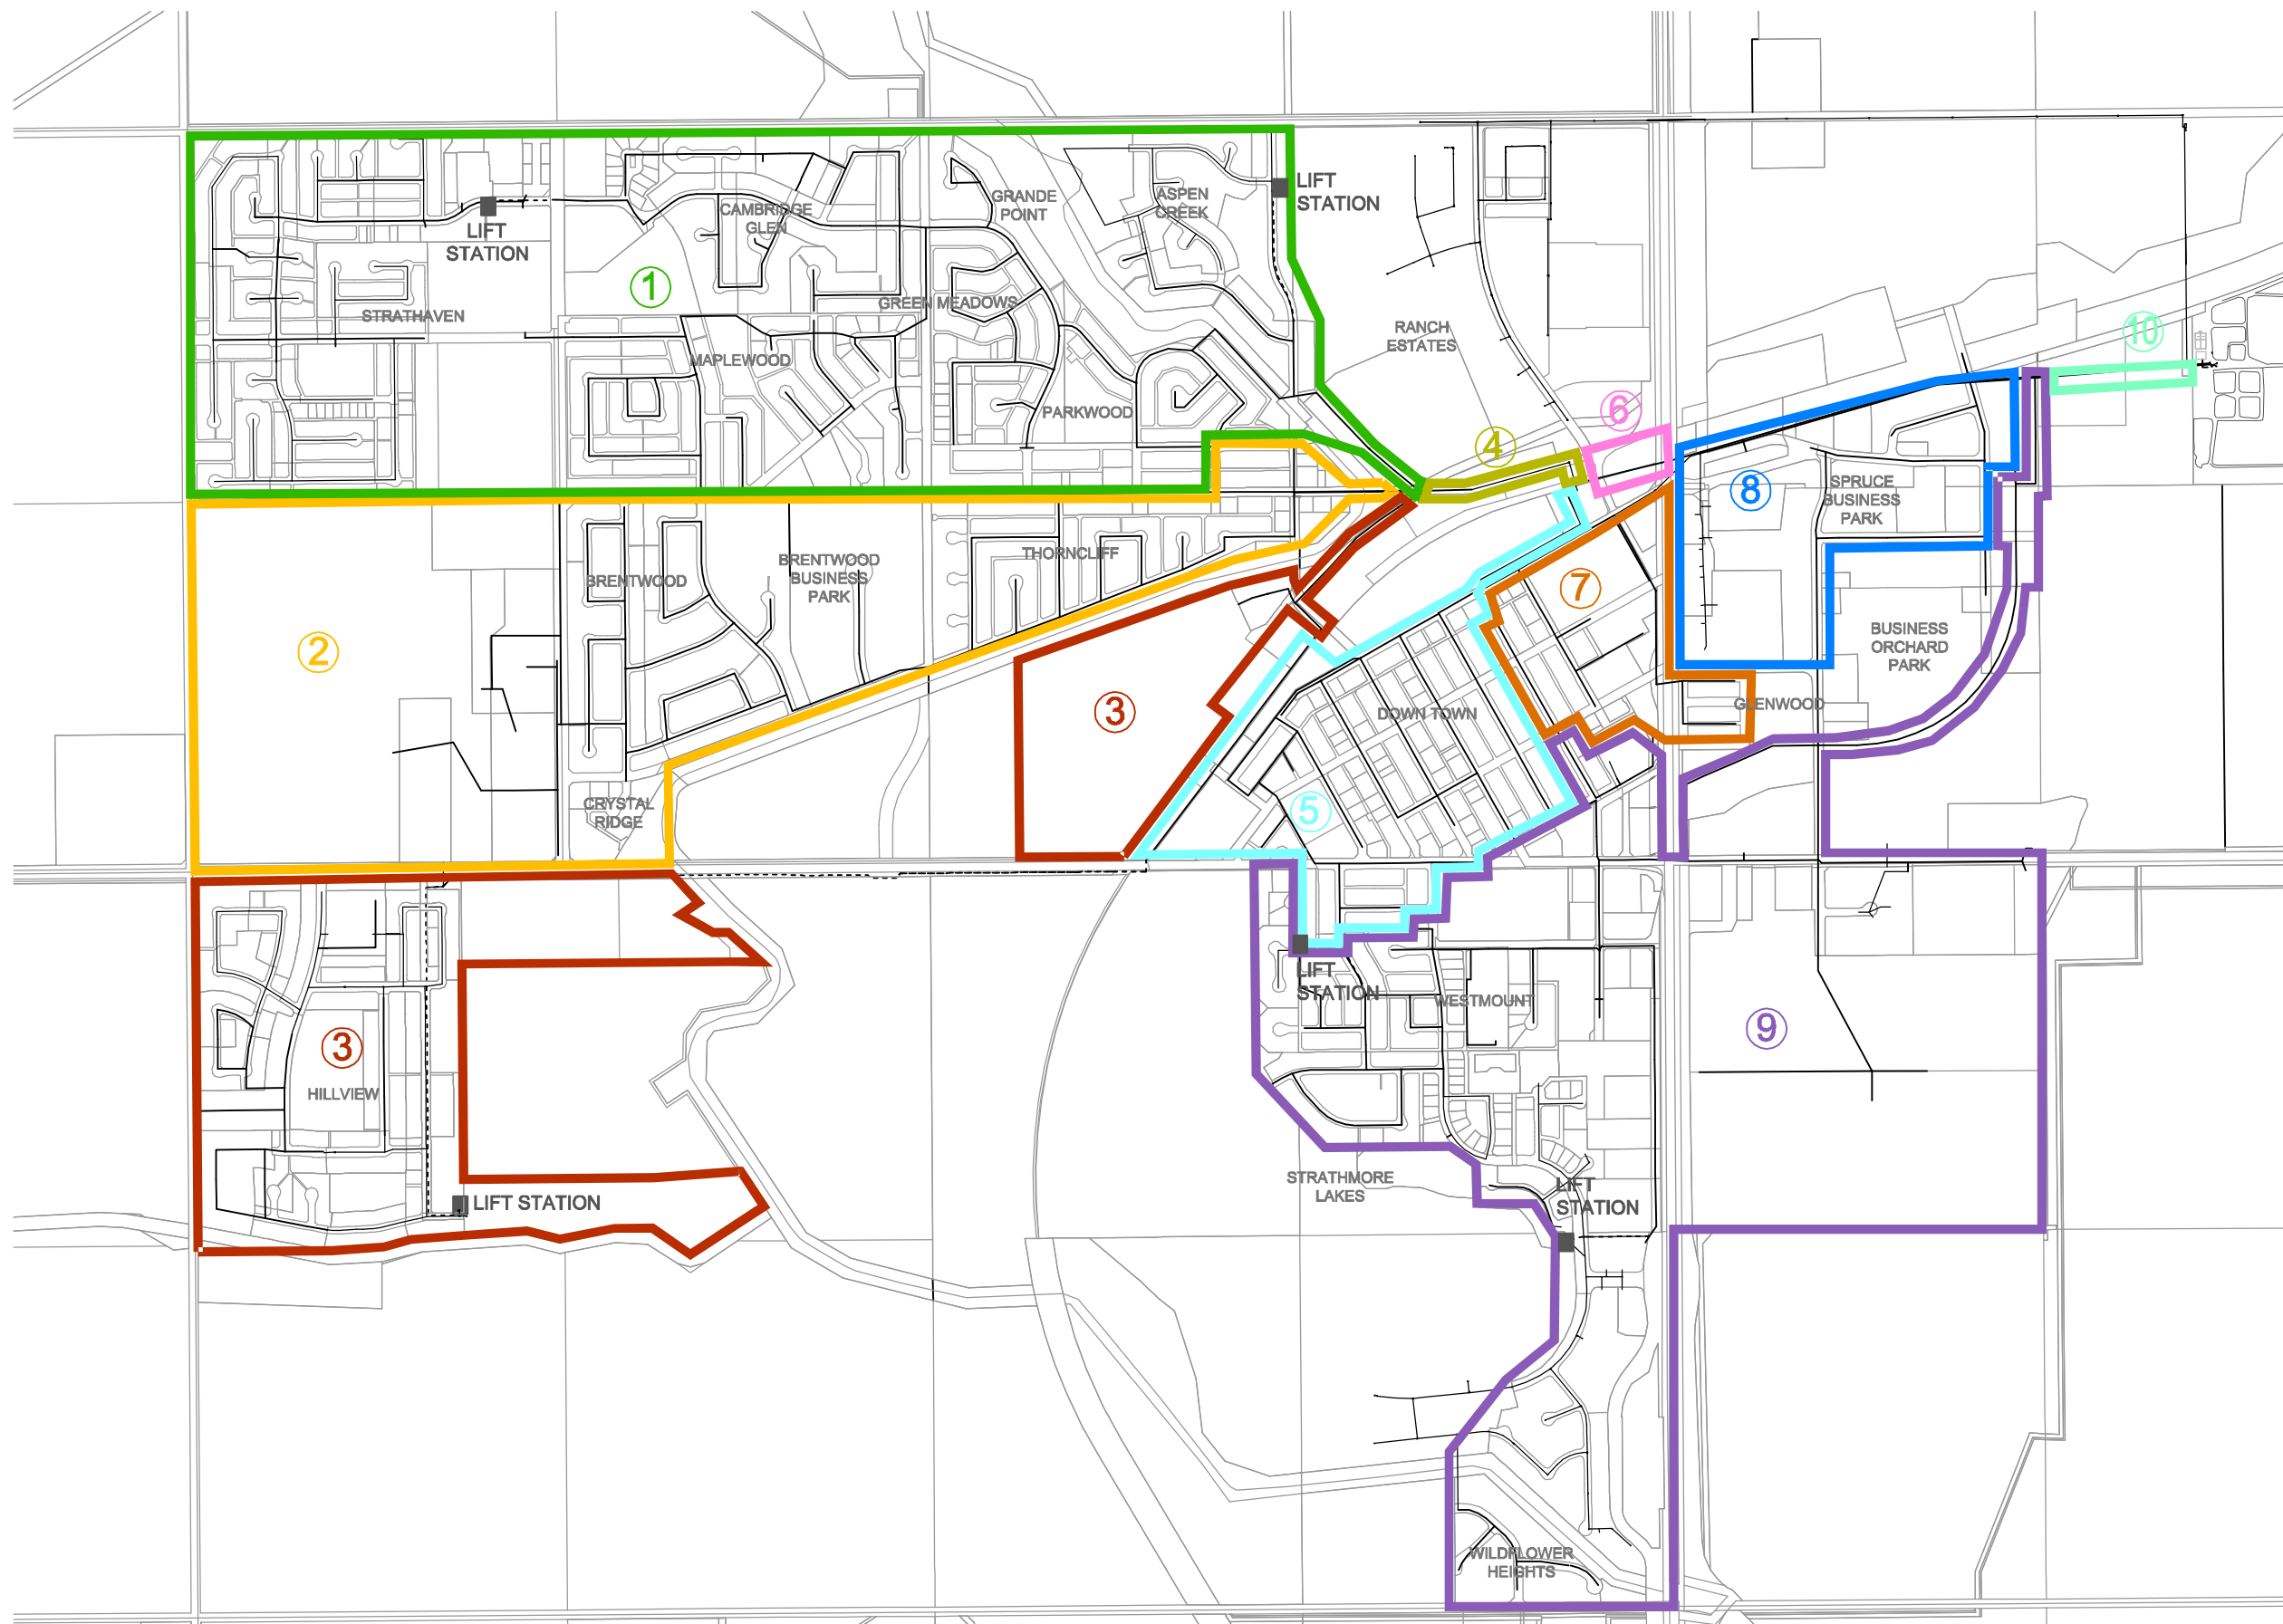 LIFT
STATION
GRANDE
POINT
ASPEN
CREEK
CAMBRIDGE
GLEN
LIFT
STATION
1
GREEN MEADOWS
STRATHAVEN
RANCH
ESTATES
10
MAPLEWOOD
PARKWOOD
6
4
8
SPRUCE
BUSINESS
PARK
THORNCLIFF
BRENTWOOD
BRENTWOOD
BUSINESS
PARK
7
2
BUSINESS
ORCHARD
PARK
3
DOWN TOWN
GLENWOOD
CRYSTAL
RIDGE
5
LIFT
STATION
WESTMOUNT
9
3
HILLVIEW
STRATHMORE
LAKES
LIFT
STATION
LIFT STATION
WILDFLOWER
HEIGHTS